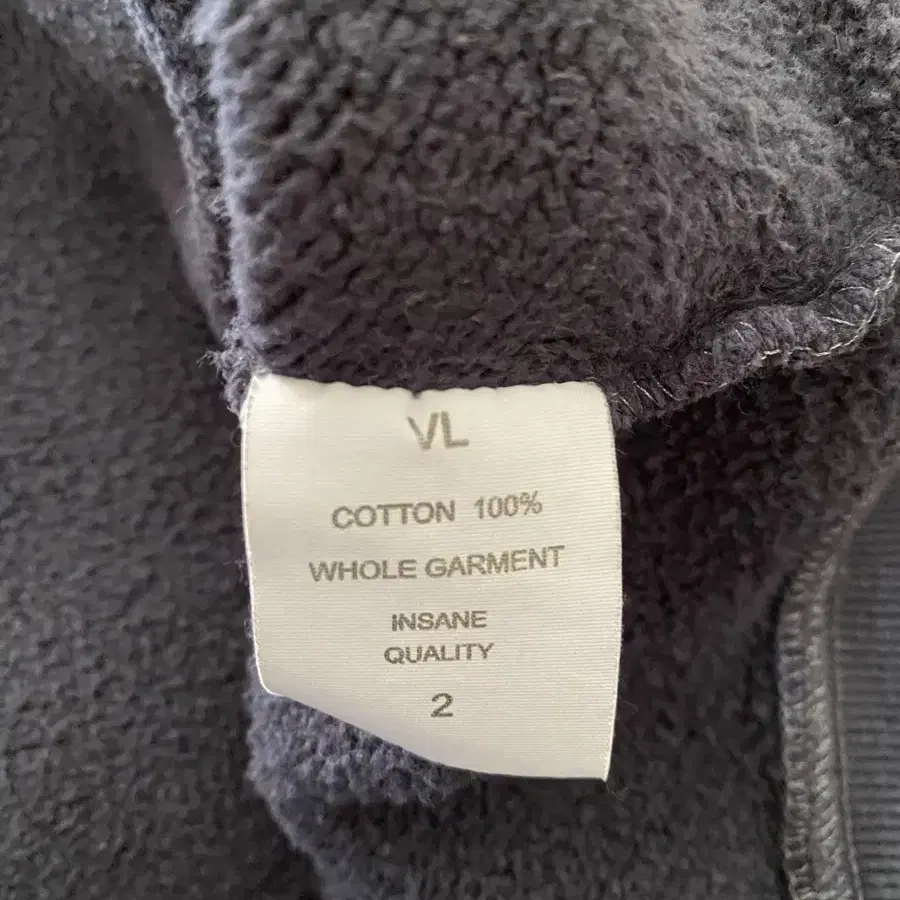 VL
COTTON 100%
WHOLE GARMENT
INSANE
QUALITY
2